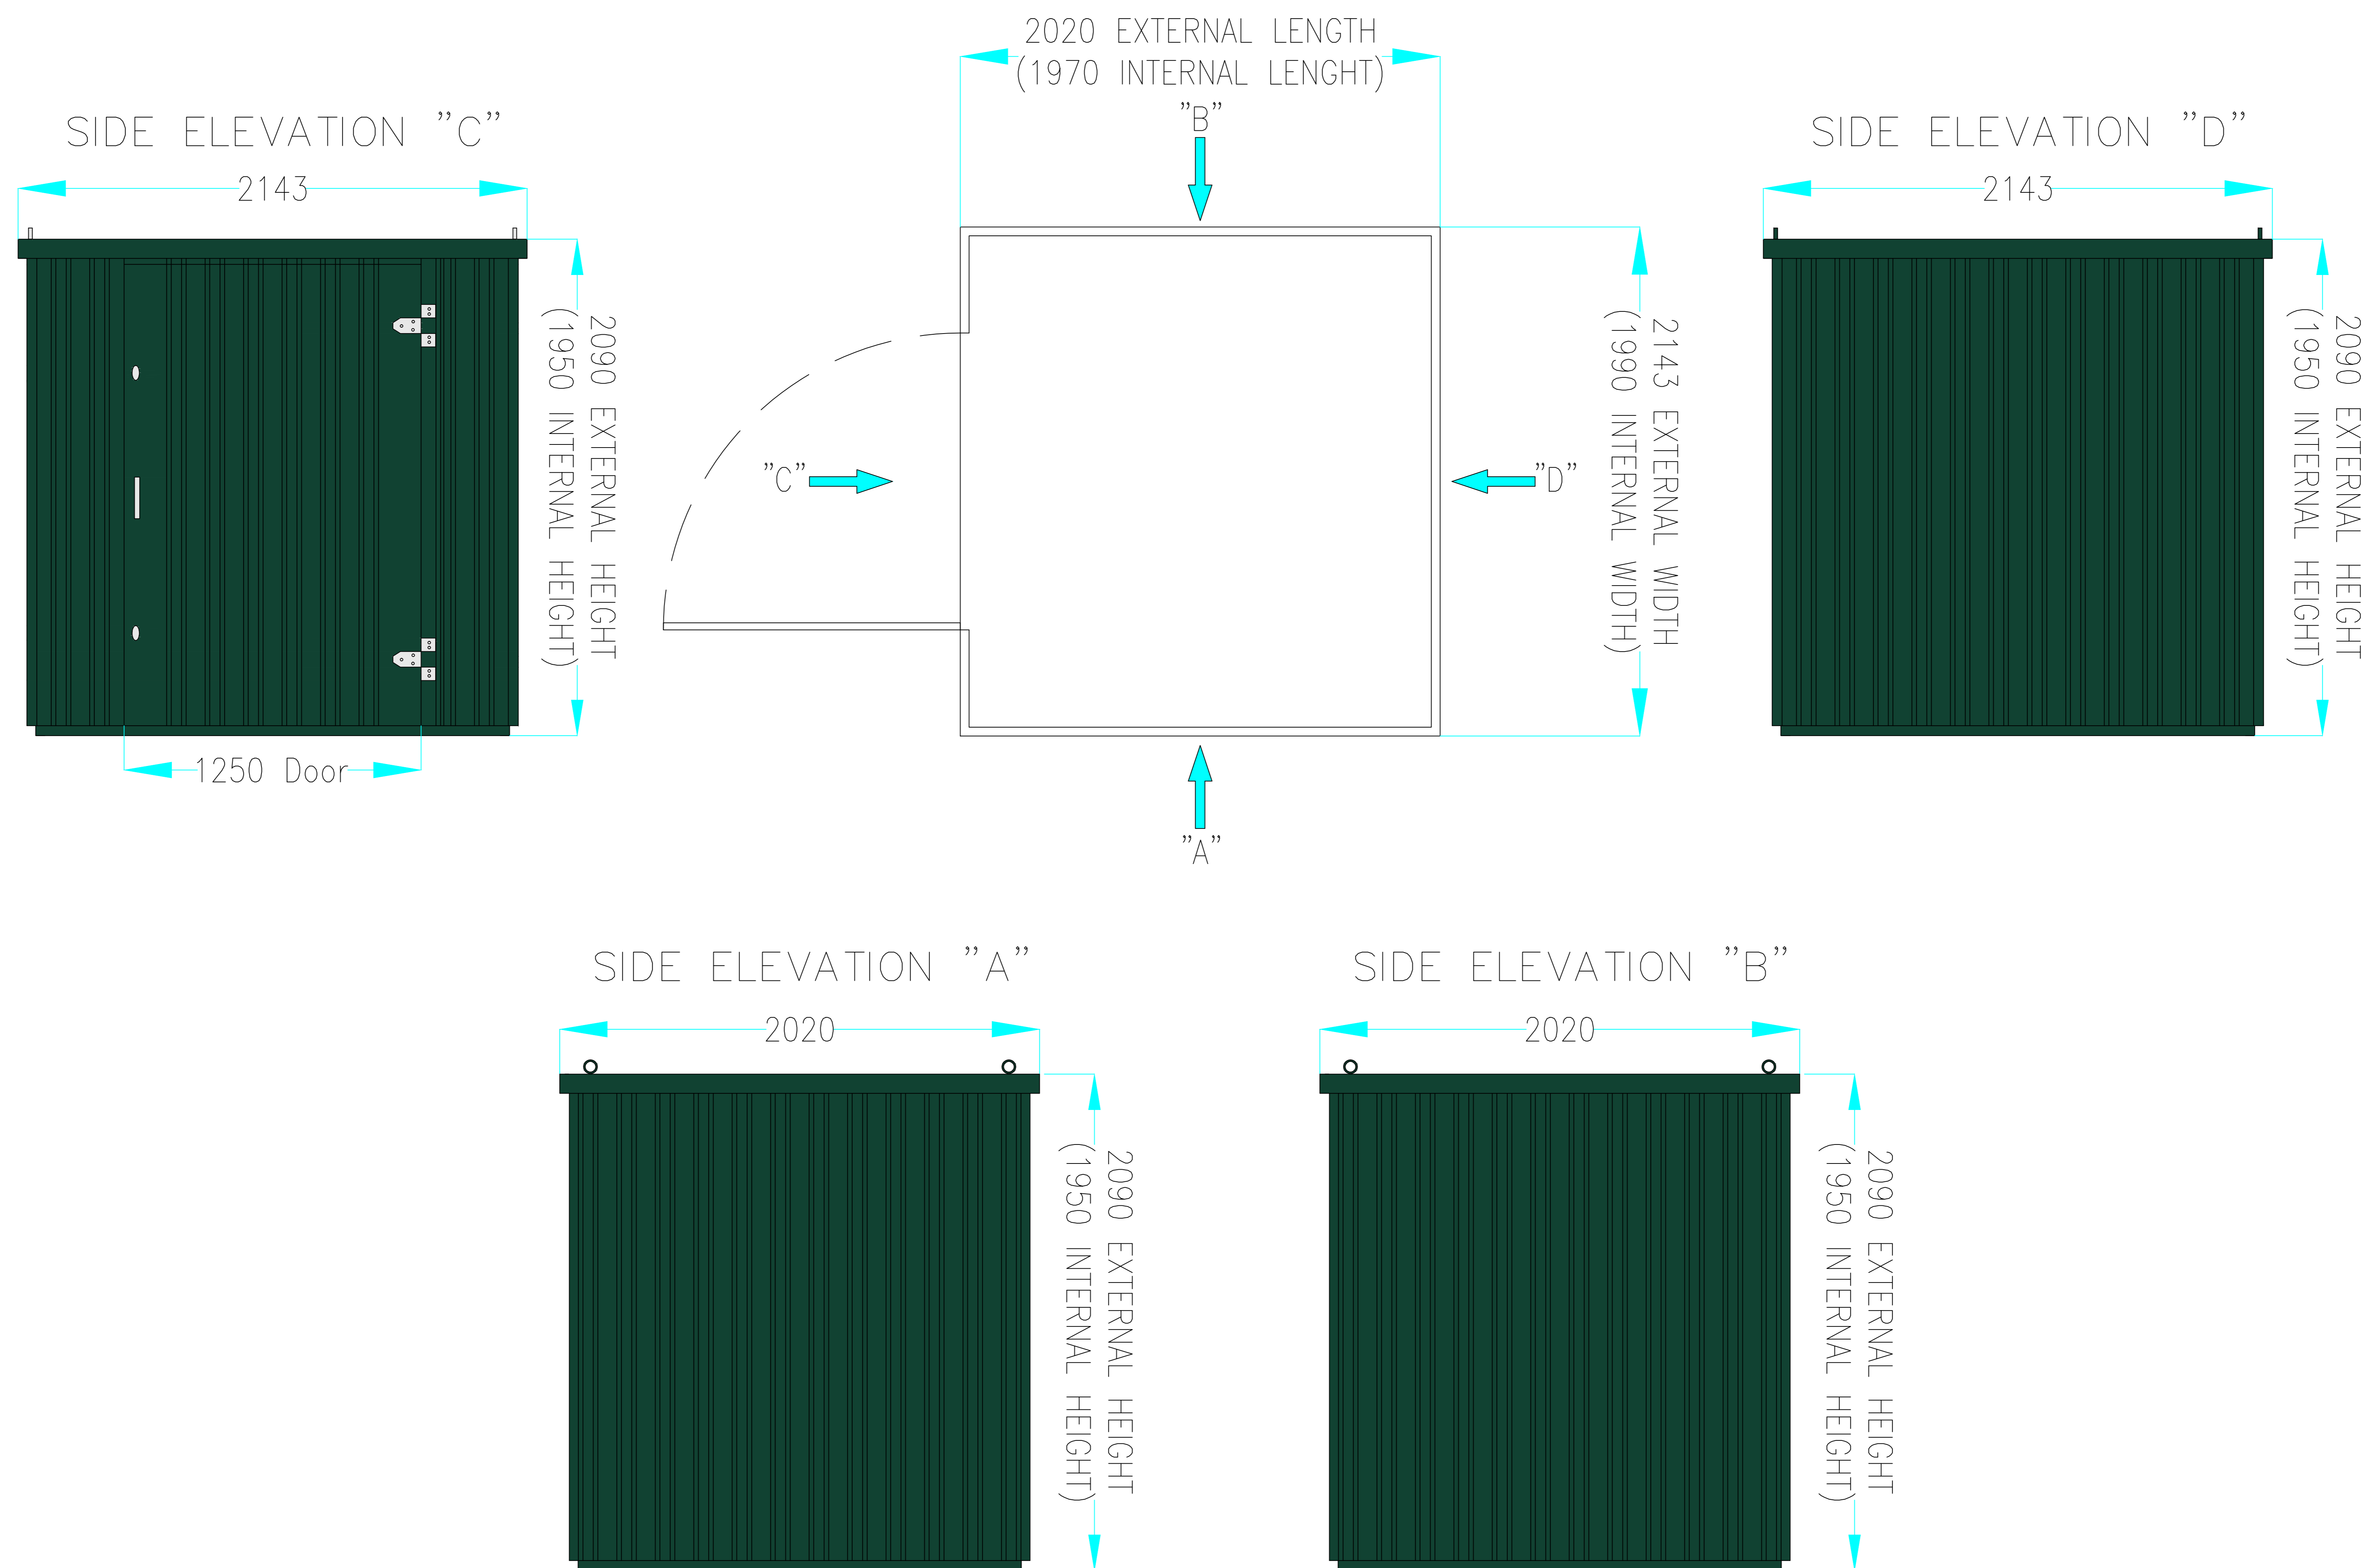 2020 EXTERNAL LENGTH
(1970 INTERNAL LENGHT)
"B"
SIDE ELEVATION "C"
2143
2090 EXTERNAL HEIGHT
(1950 INTERNAL HEIGHT)
1250 Door
"C"
"D"
2143 EXTERNAL WIDTH
(1990 INTERNAL WIDTH)
"A"
SIDE ELEVATION "D"
2143
2090 EXTERNAL HEIGHT
(1950 INTERNAL HEIGHT)
SIDE ELEVATION "A"
2020
2090 EXTERNAL HEIGHT
(1950 INTERNAL HEIGHT)
SIDE ELEVATION "B"
2020
2090 EXTERNAL HEIGHT
(1950 INTERNAL HEIGHT)